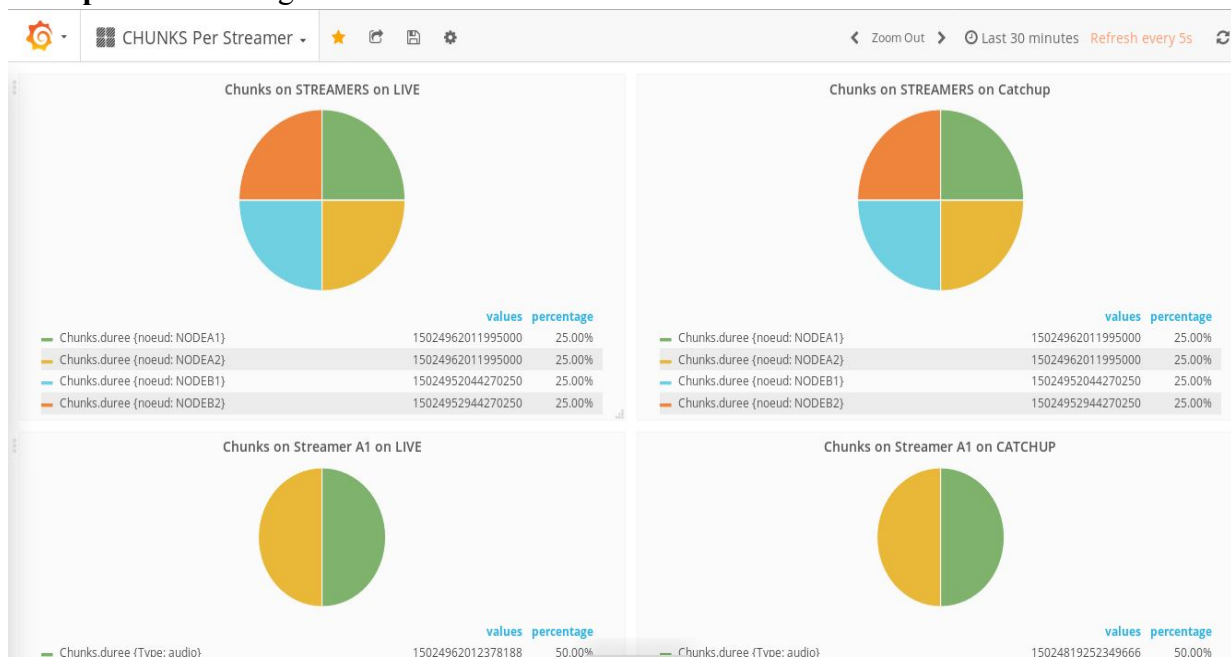 CHUNKS Per Streamer
Zoom Out Last 30 minutes Refresh every 5s
Chunks on STREAMERS on LIVE
values percentage
Chunks.duree {noeud: NODEA1} 15024962011995000 25.00%
Chunks.duree {noeud: NODEA2} 15024962011995000 25.00%
Chunks.duree {noeud: NODEB1} 15024952044270250 25.00%
Chunks.duree {noeud: NODEB2} 15024952944270250 25.00%
Chunks on STREAMERS on Catchup
values percentage
Chunks.duree {noeud: NODEA1} 15024962011995000 25.00%
Chunks.duree {noeud: NODEA2} 15024962011995000 25.00%
Chunks.duree {noeud: NODEB1} 15024952044270250 25.00%
Chunks.duree {noeud: NODEB2} 15024952944270250 25.00%
Chunks on Streamer A1 on LIVE
values percentage
Chunks.duree {Type: audio} 15024962012378188 50.00%
Chunks on Streamer A1 on CATCHUP
values percentage
Chunks.duree {Type: audio} 15024819252349666 50.00%